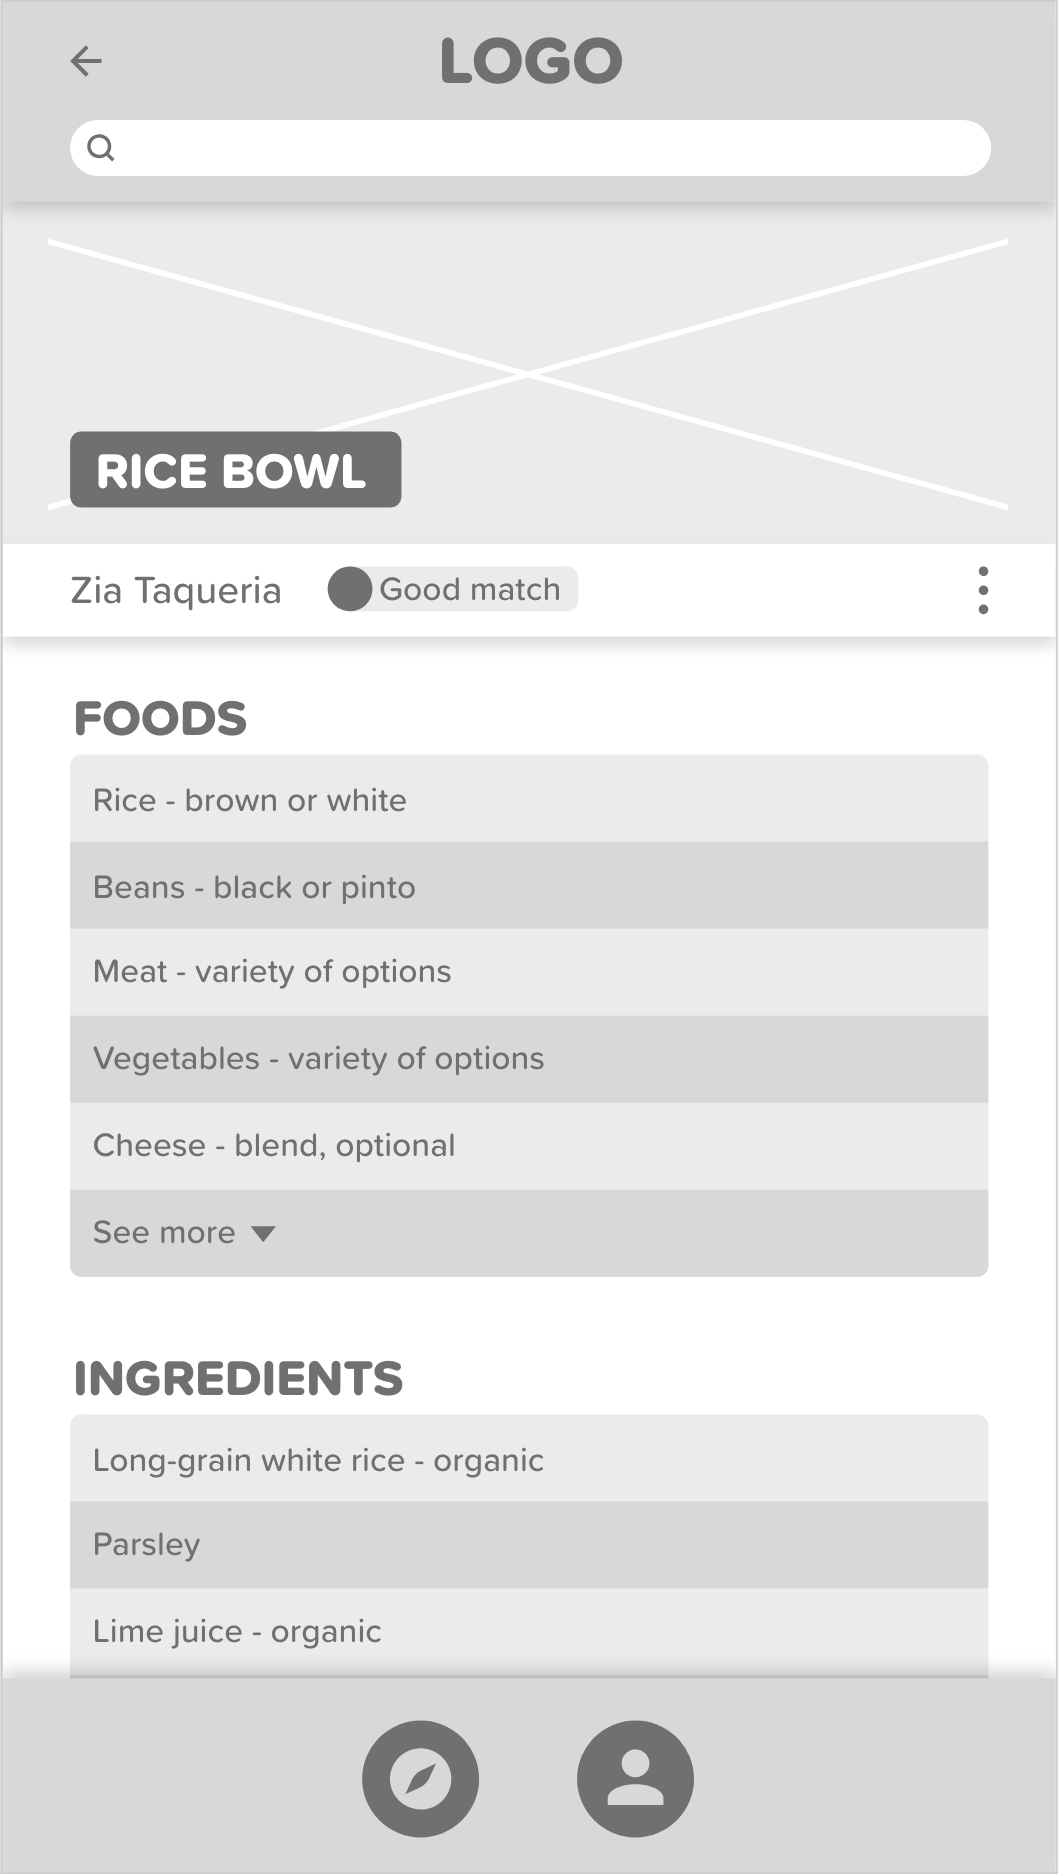 LOGO
RICE BOWL
Zia Taqueria
Good match
FOODS
Rice - brown or white
Beans - black or pinto
Meat - variety of options
Vegetables - variety of options
Cheese - blend, optional
See more
INGREDIENTS
Long-grain white rice - organic
Parsley
Lime juice - organic